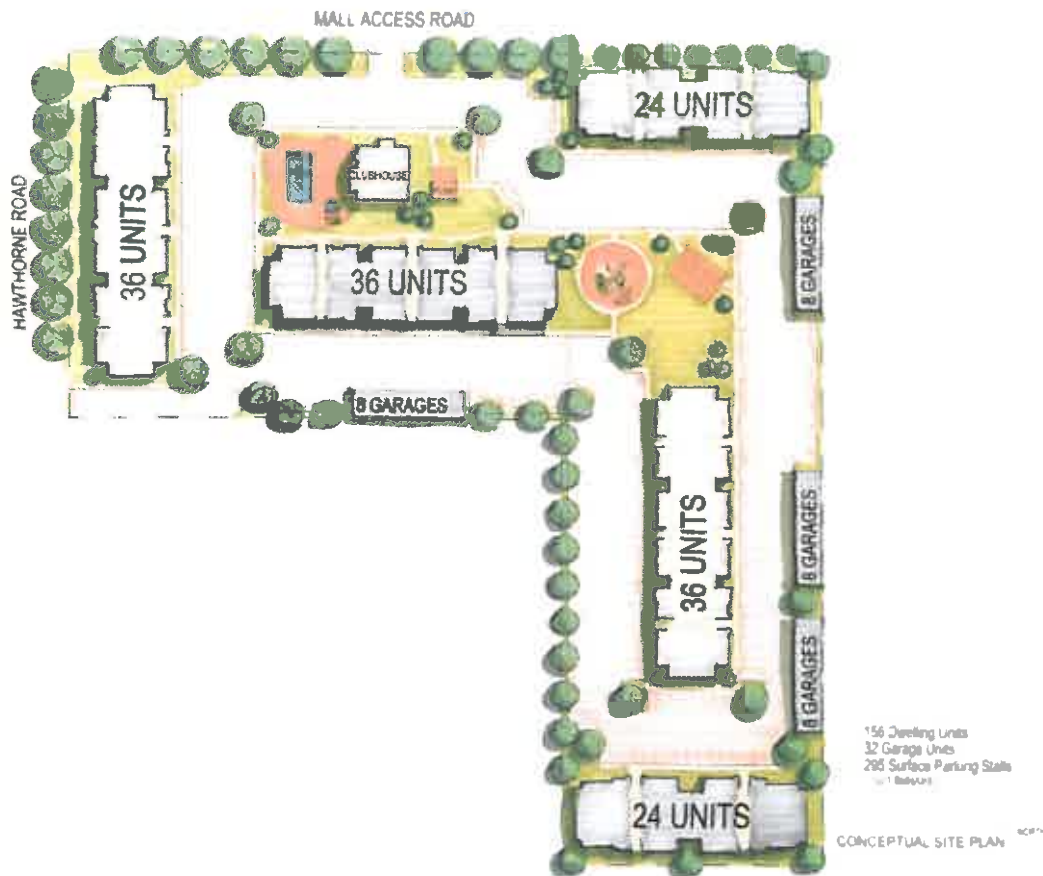 MALL ACCESS ROAD
24 UNITS
CLUBHOUSE
HAWTHORNE ROAD
36 UNITS
36 UNITS
8 GARAGES
8 GARAGES
36 UNITS
8 GARAGES
8 GARAGES
156 Dwelling Units
32 Garage Units
295 Surface Parking Stalls
24 UNITS
CONCEPTUAL SITE PLAN